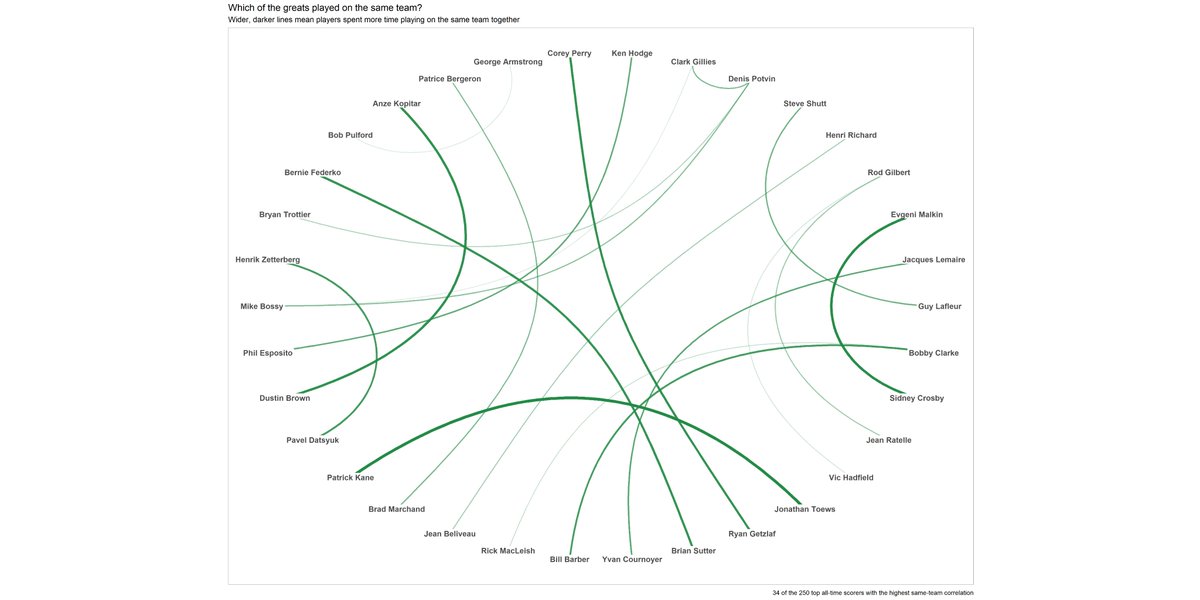 Which of the greats played on the same team?
Wider, darker lines mean players spent more time playing on the same team together
Corey Perry
Ken Hodge
George Armstrong
Clark Gillies
Patrice Bergeron
Denis Potvin
Anze Kopitar
Steve Shutt
Bob Pulford
Henri Richard
Bernie Federko
Rod Gilbert
Bryan Trottier
Evgeni Malkin
Henrik Zetterberg
Jacques Lemaire
Mike Bossy
Guy Lafleur
Phil Esposito
Bobby Clarke
Dustin Brown
Sidney Crosby
Pavel Datsyuk
Jean Ratelle
Patrick Kane
Vic Hadfield
Brad Marchand
Jonathan Toews
Jean Beliveau
Ryan Getzlaf
Rick MacLeish
Brian Sutter
Bill Barber
Yvan Cournoyer
34 of the 250 top all-time scorers with the highest same-team correlation